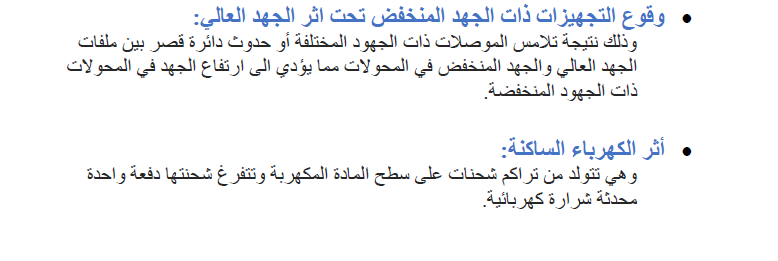 • وقوع التجهيزات ذات الجهد المنخفض تحت اثر الجهد العالي:
وذلك نتيجة تلامس الموصلات ذات الجهود المختلفة أو حدوث دائرة قصر بين ملفات
الجهد العالي والجهد المنخفض في المحولات مما يؤدي الى ارتفاع الجهد في المحولات
ذات الجهود المنخفضة.
• أثر الكهرباء الساكنة:
وهي تتولد من تراكم شحنات على سطح المادة المكهربة وتتفرغ شحنتها دفعة واحدة
محدثة شرارة كهربائية.